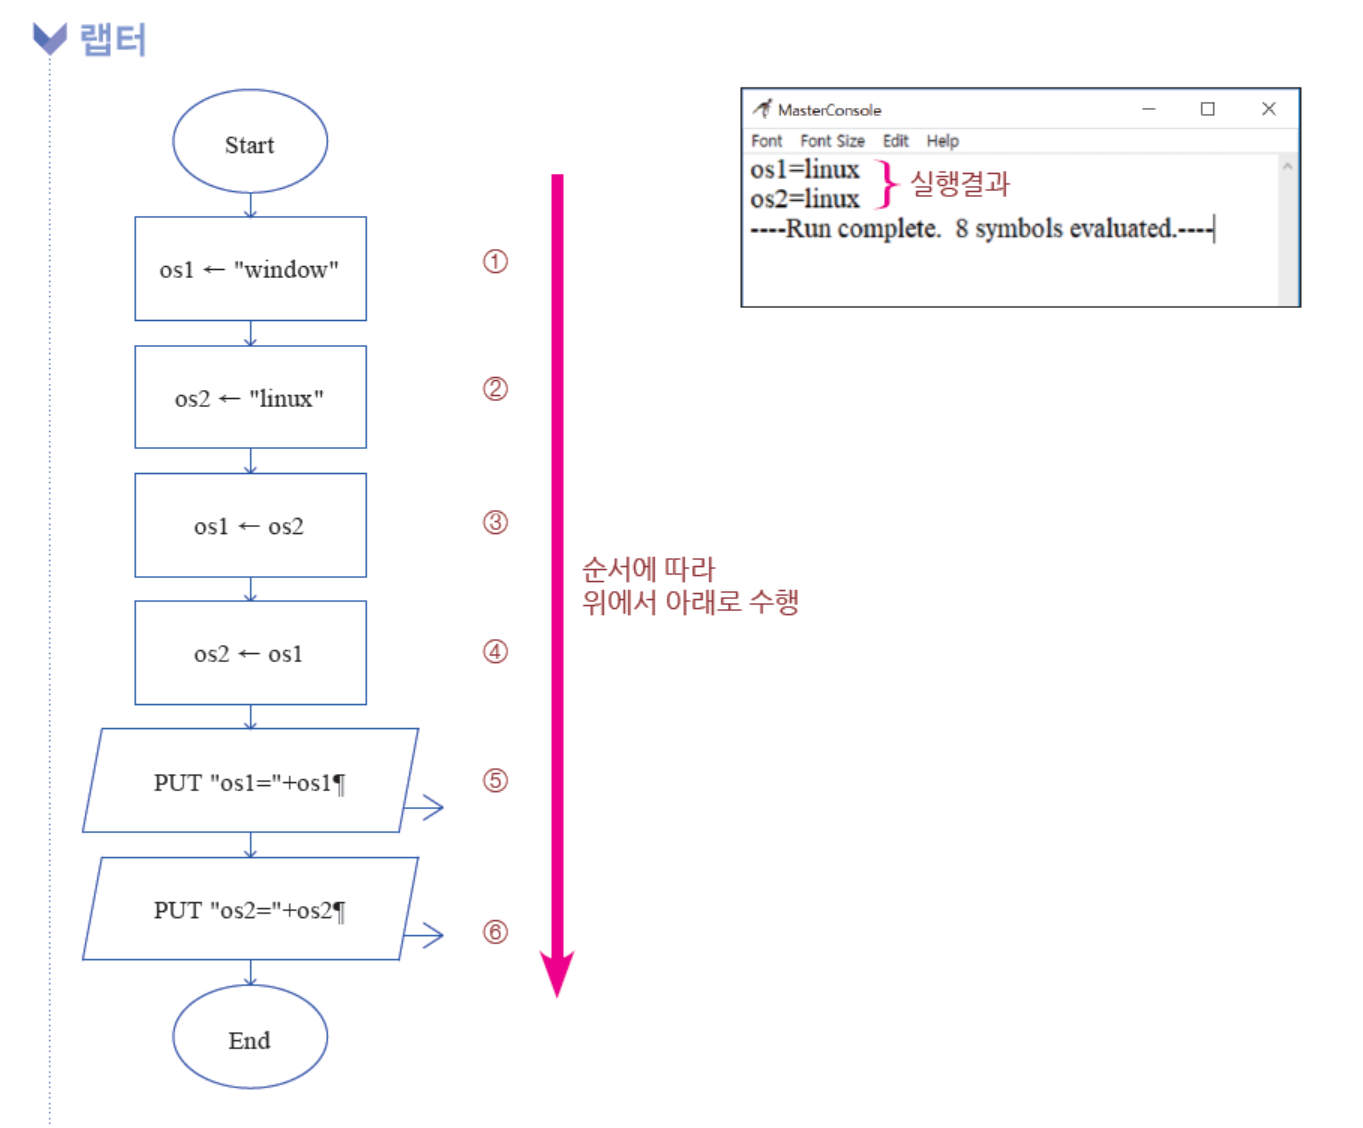 랩터
Start
os1 ← "window"
①
os2 ← "linux"
②
os1 ← os2
③
os2 ← os1
④
PUT "os1="+os1¶
⑤
PUT "os2="+os2¶
⑥
End
순서에 따라
위에서 아래로 수행
MasterConsole
Font Font Size Edit Help
os1=linux
os2=linux
실행결과
----Run complete.  8 symbols evaluated.----